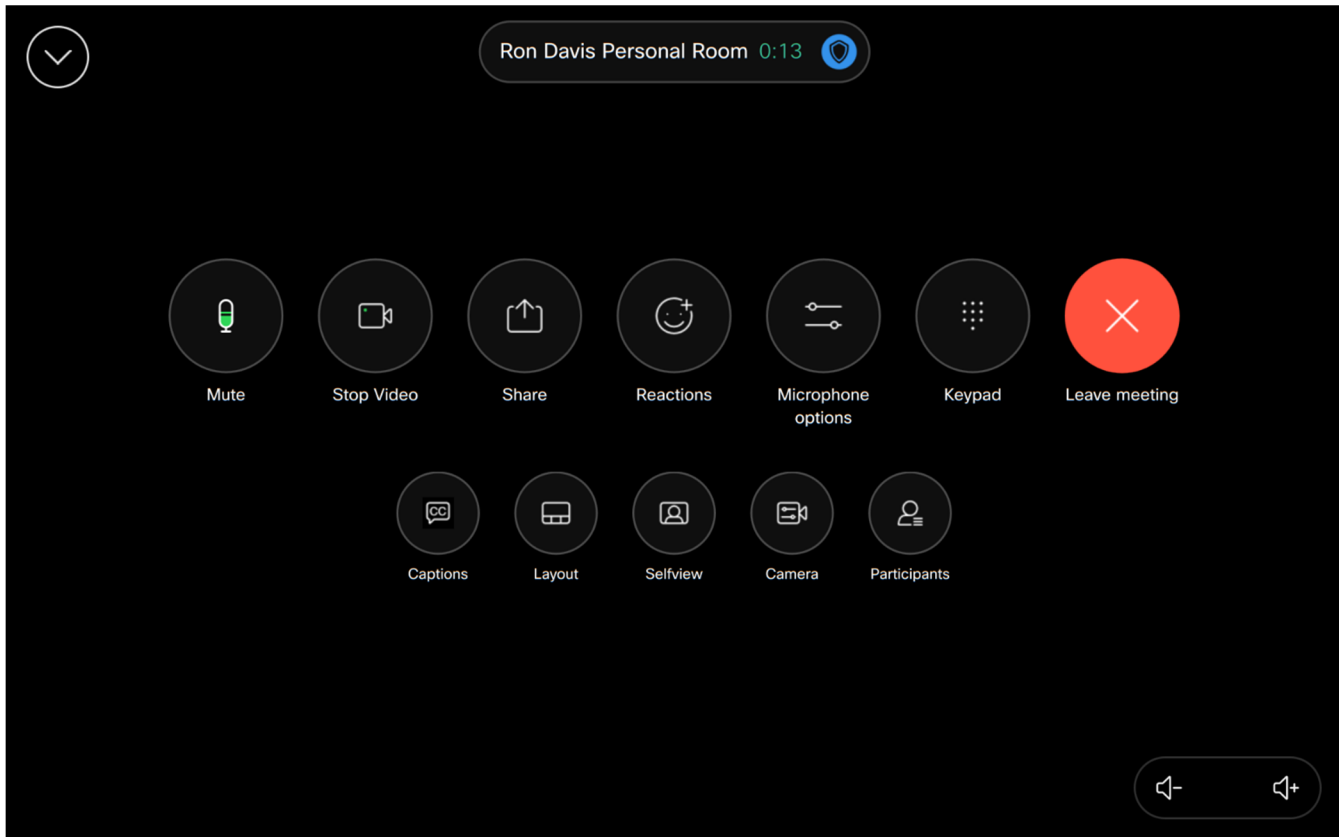 Ron Davis Personal Room 0:13
Mute
Stop Video
Share
Reactions
Microphone
options
Keypad
Leave meeting
CC
Captions
Layout
Selfview
Camera
Participants